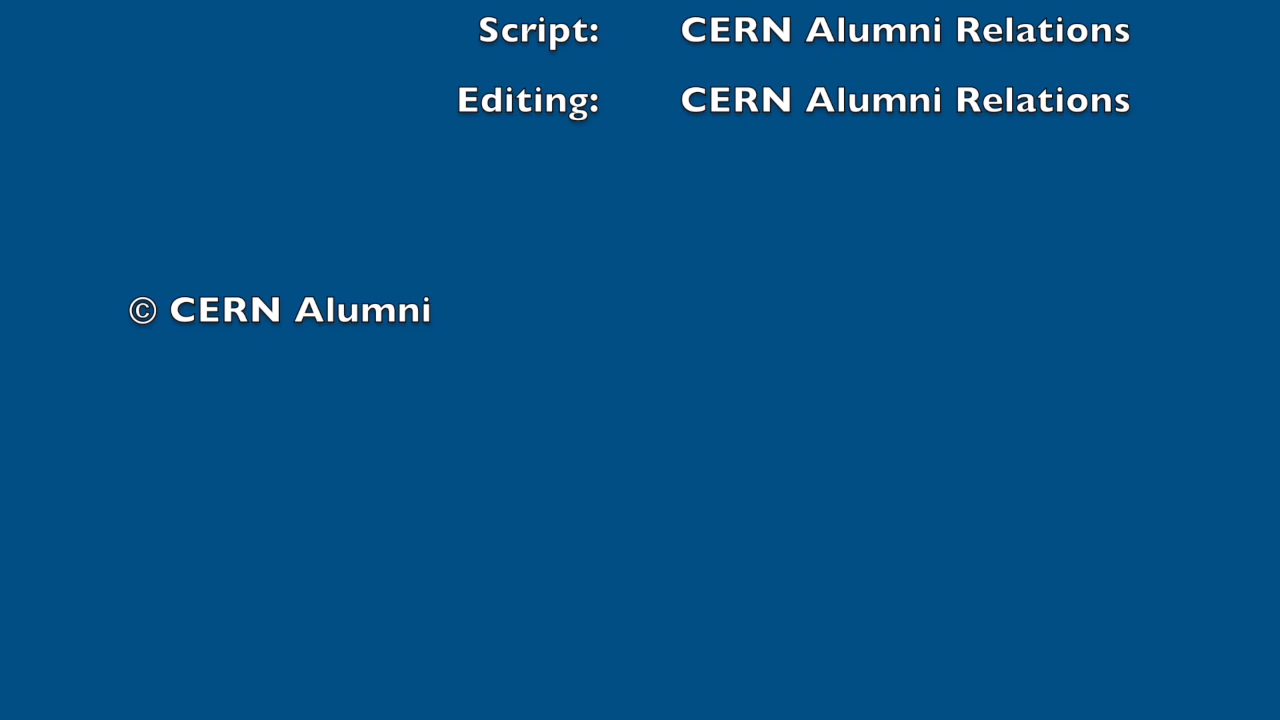 Script: CERN Alumni Relations
Editing: CERN Alumni Relations
© CERN Alumni